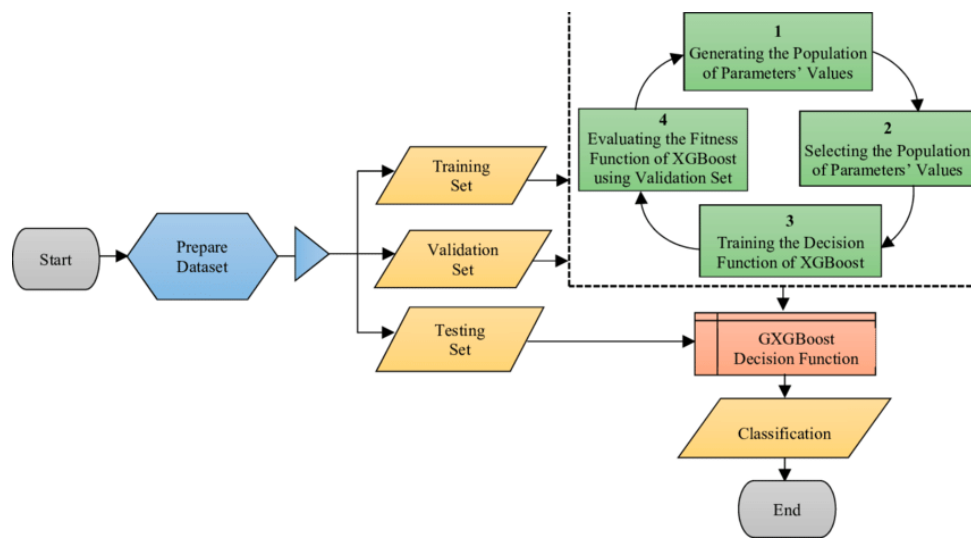 Start
Prepare
Dataset
Training
Set
Validation
Set
Testing
Set
1
Generating the Population
of Parameters’ Values
2
Selecting the Population
of Parameters’ Values
3
Training the Decision
Function of XGBoost
4
Evaluating the Fitness
Function of XGBoost
using Validation Set
GXGBoost
Decision Function
Classification
End